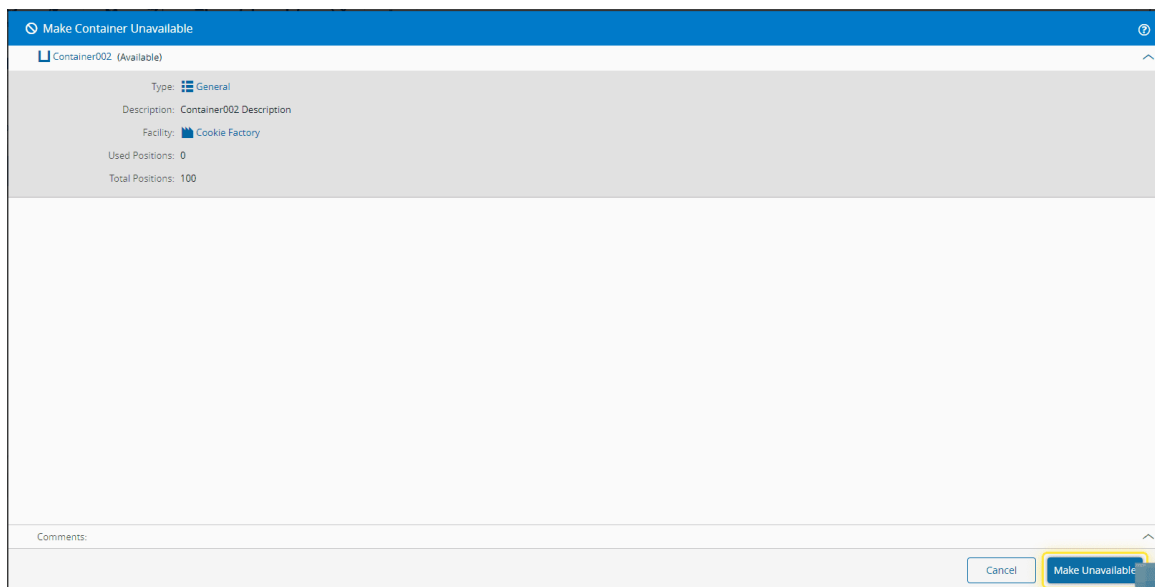 Make Container Unavailable
Container002 (Available)
Type: General
Description: Container002 Description
Facility: Cookie Factory
Used Positions: 0
Total Positions: 100
Comments:
Cancel
Make Unavailable